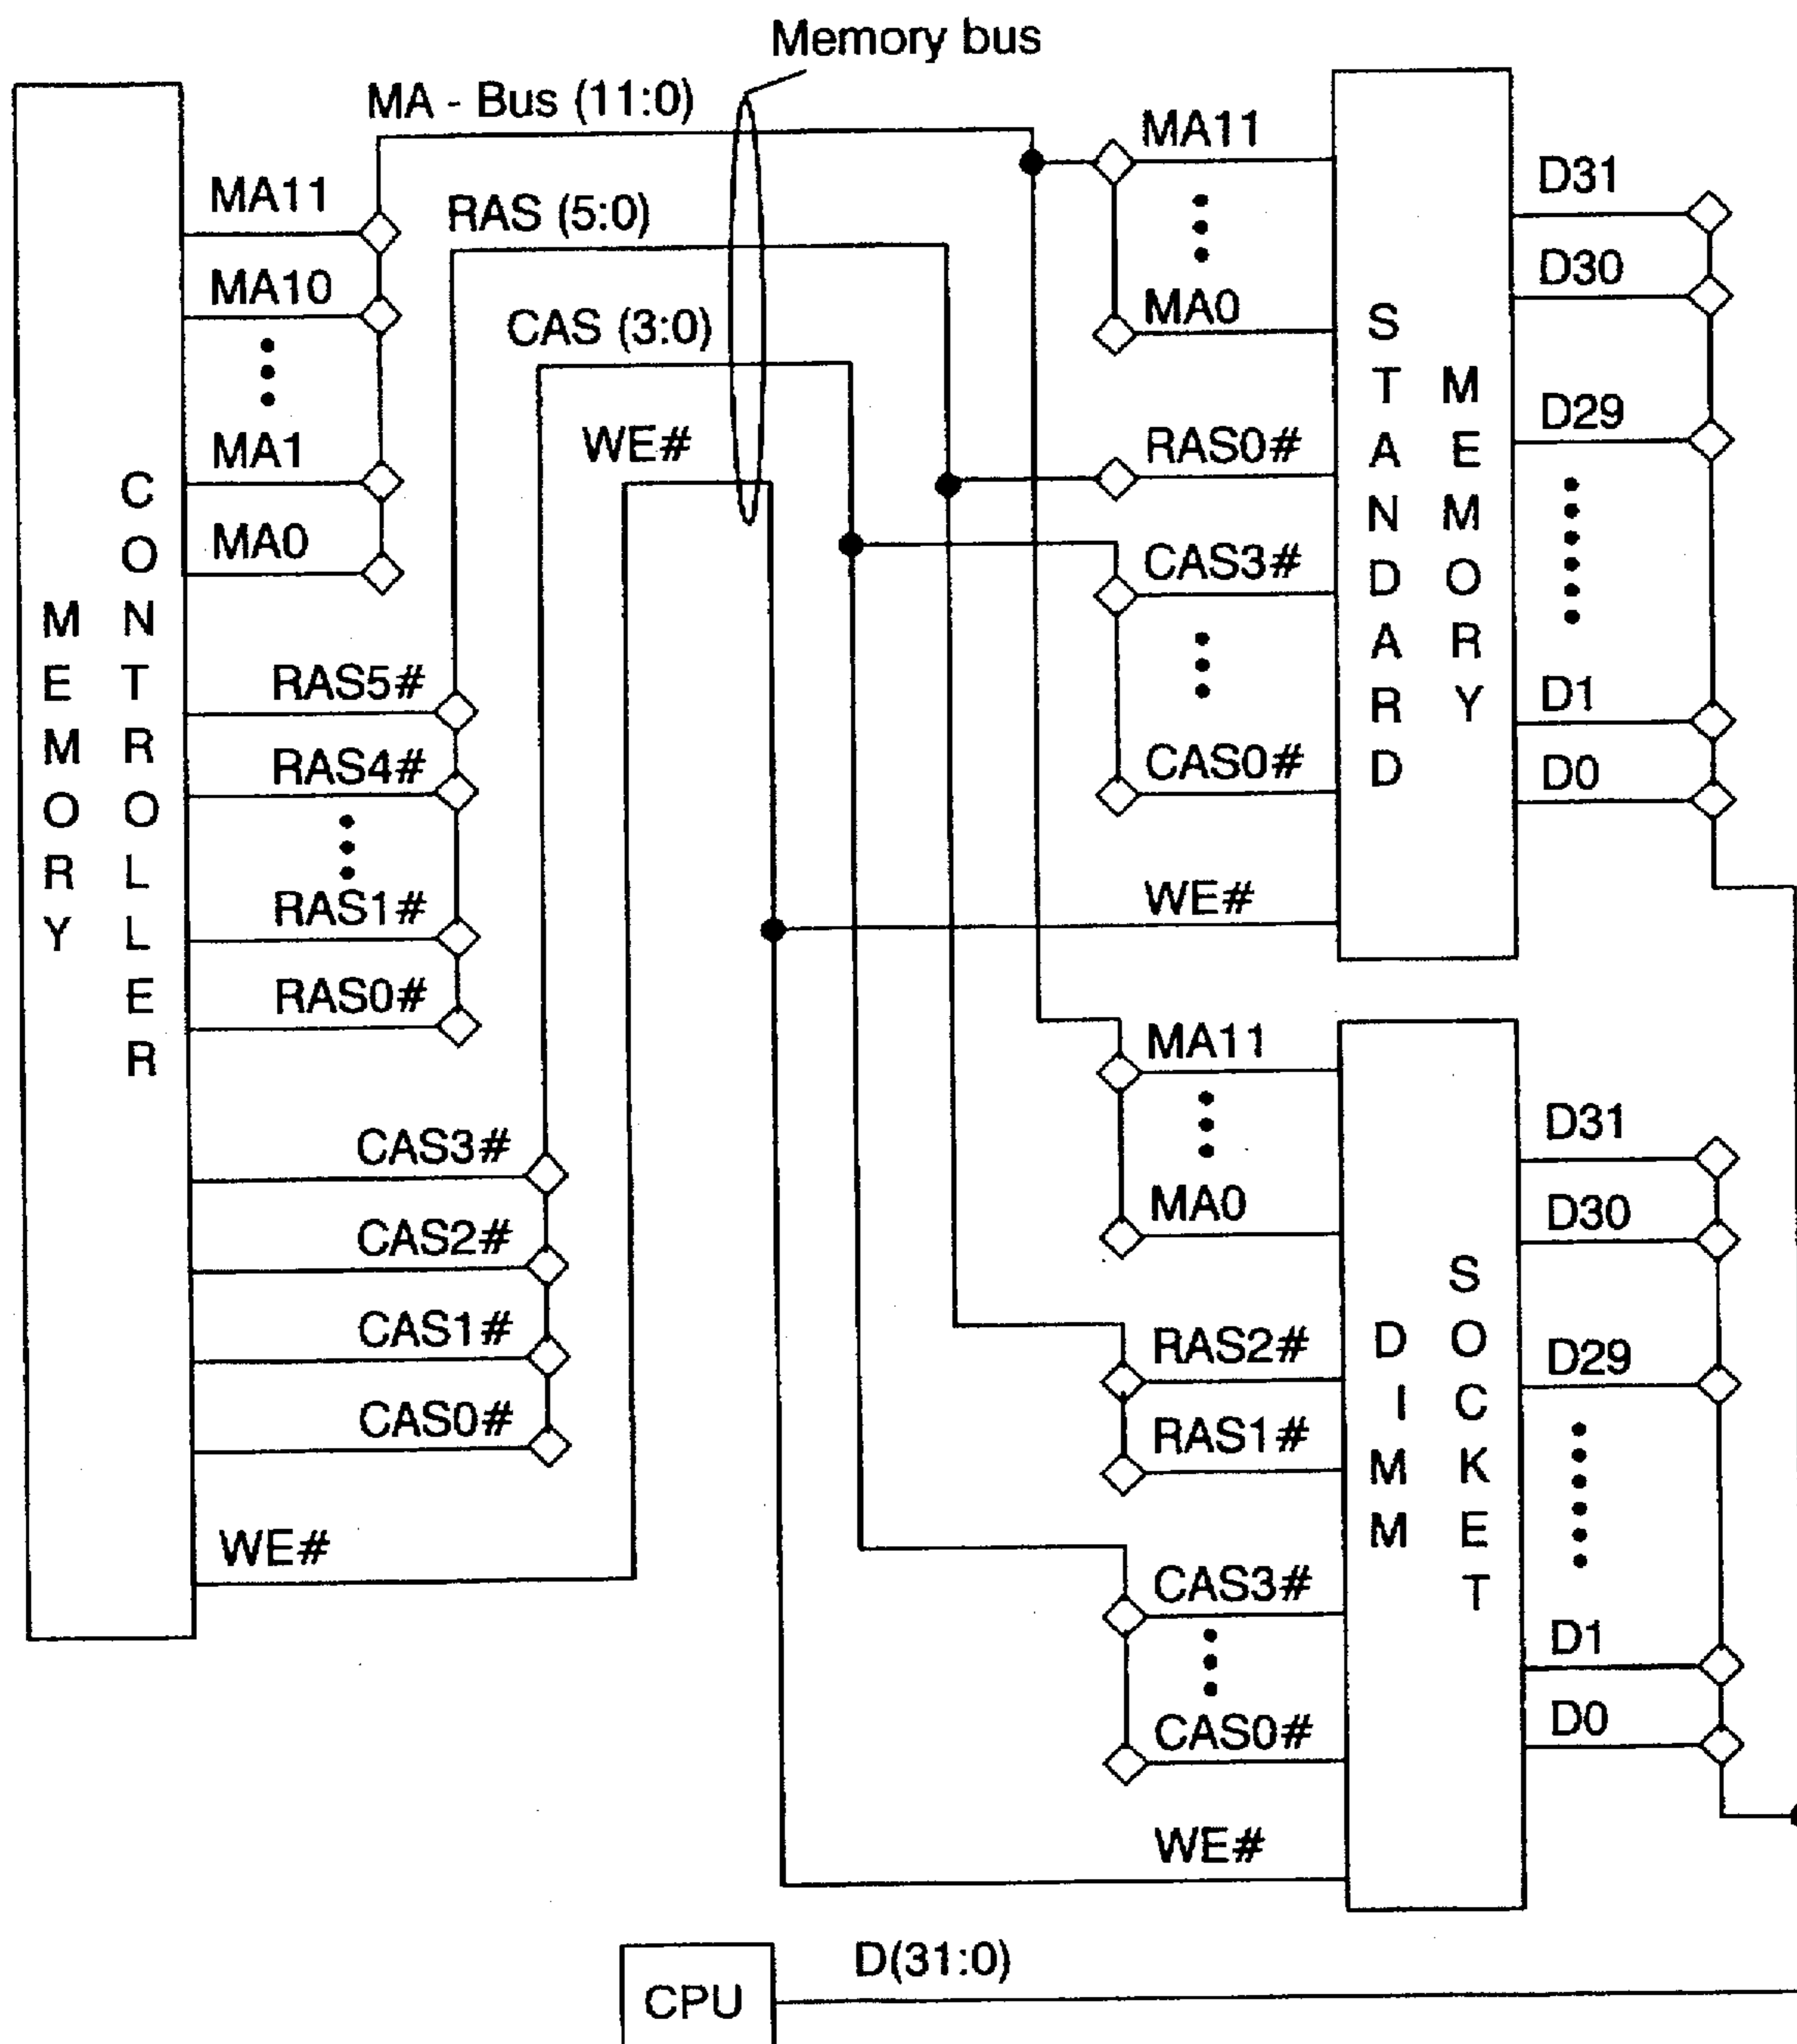 Memory bus
MA - Bus (11:0)
RAS (5:0)
CAS (3:0)
WE#
MEMORY
CONTROLLER
MA11
MA10
MA1
MA0
RAS5#
RAS4#
RAS1#
RAS0#
CAS3#
CAS2#
CAS1#
CAS0#
WE#
MA11
MA0
RAS0#
CAS3#
CAS0#
WE#
STANDARD
MEMORY
D31
D30
D29
D1
D0
MA11
MA0
RAS2#
RAS1#
CAS3#
CAS0#
WE#
DIMM
SOCKET
D31
D30
D29
D1
D0
CPU
D(31:0)